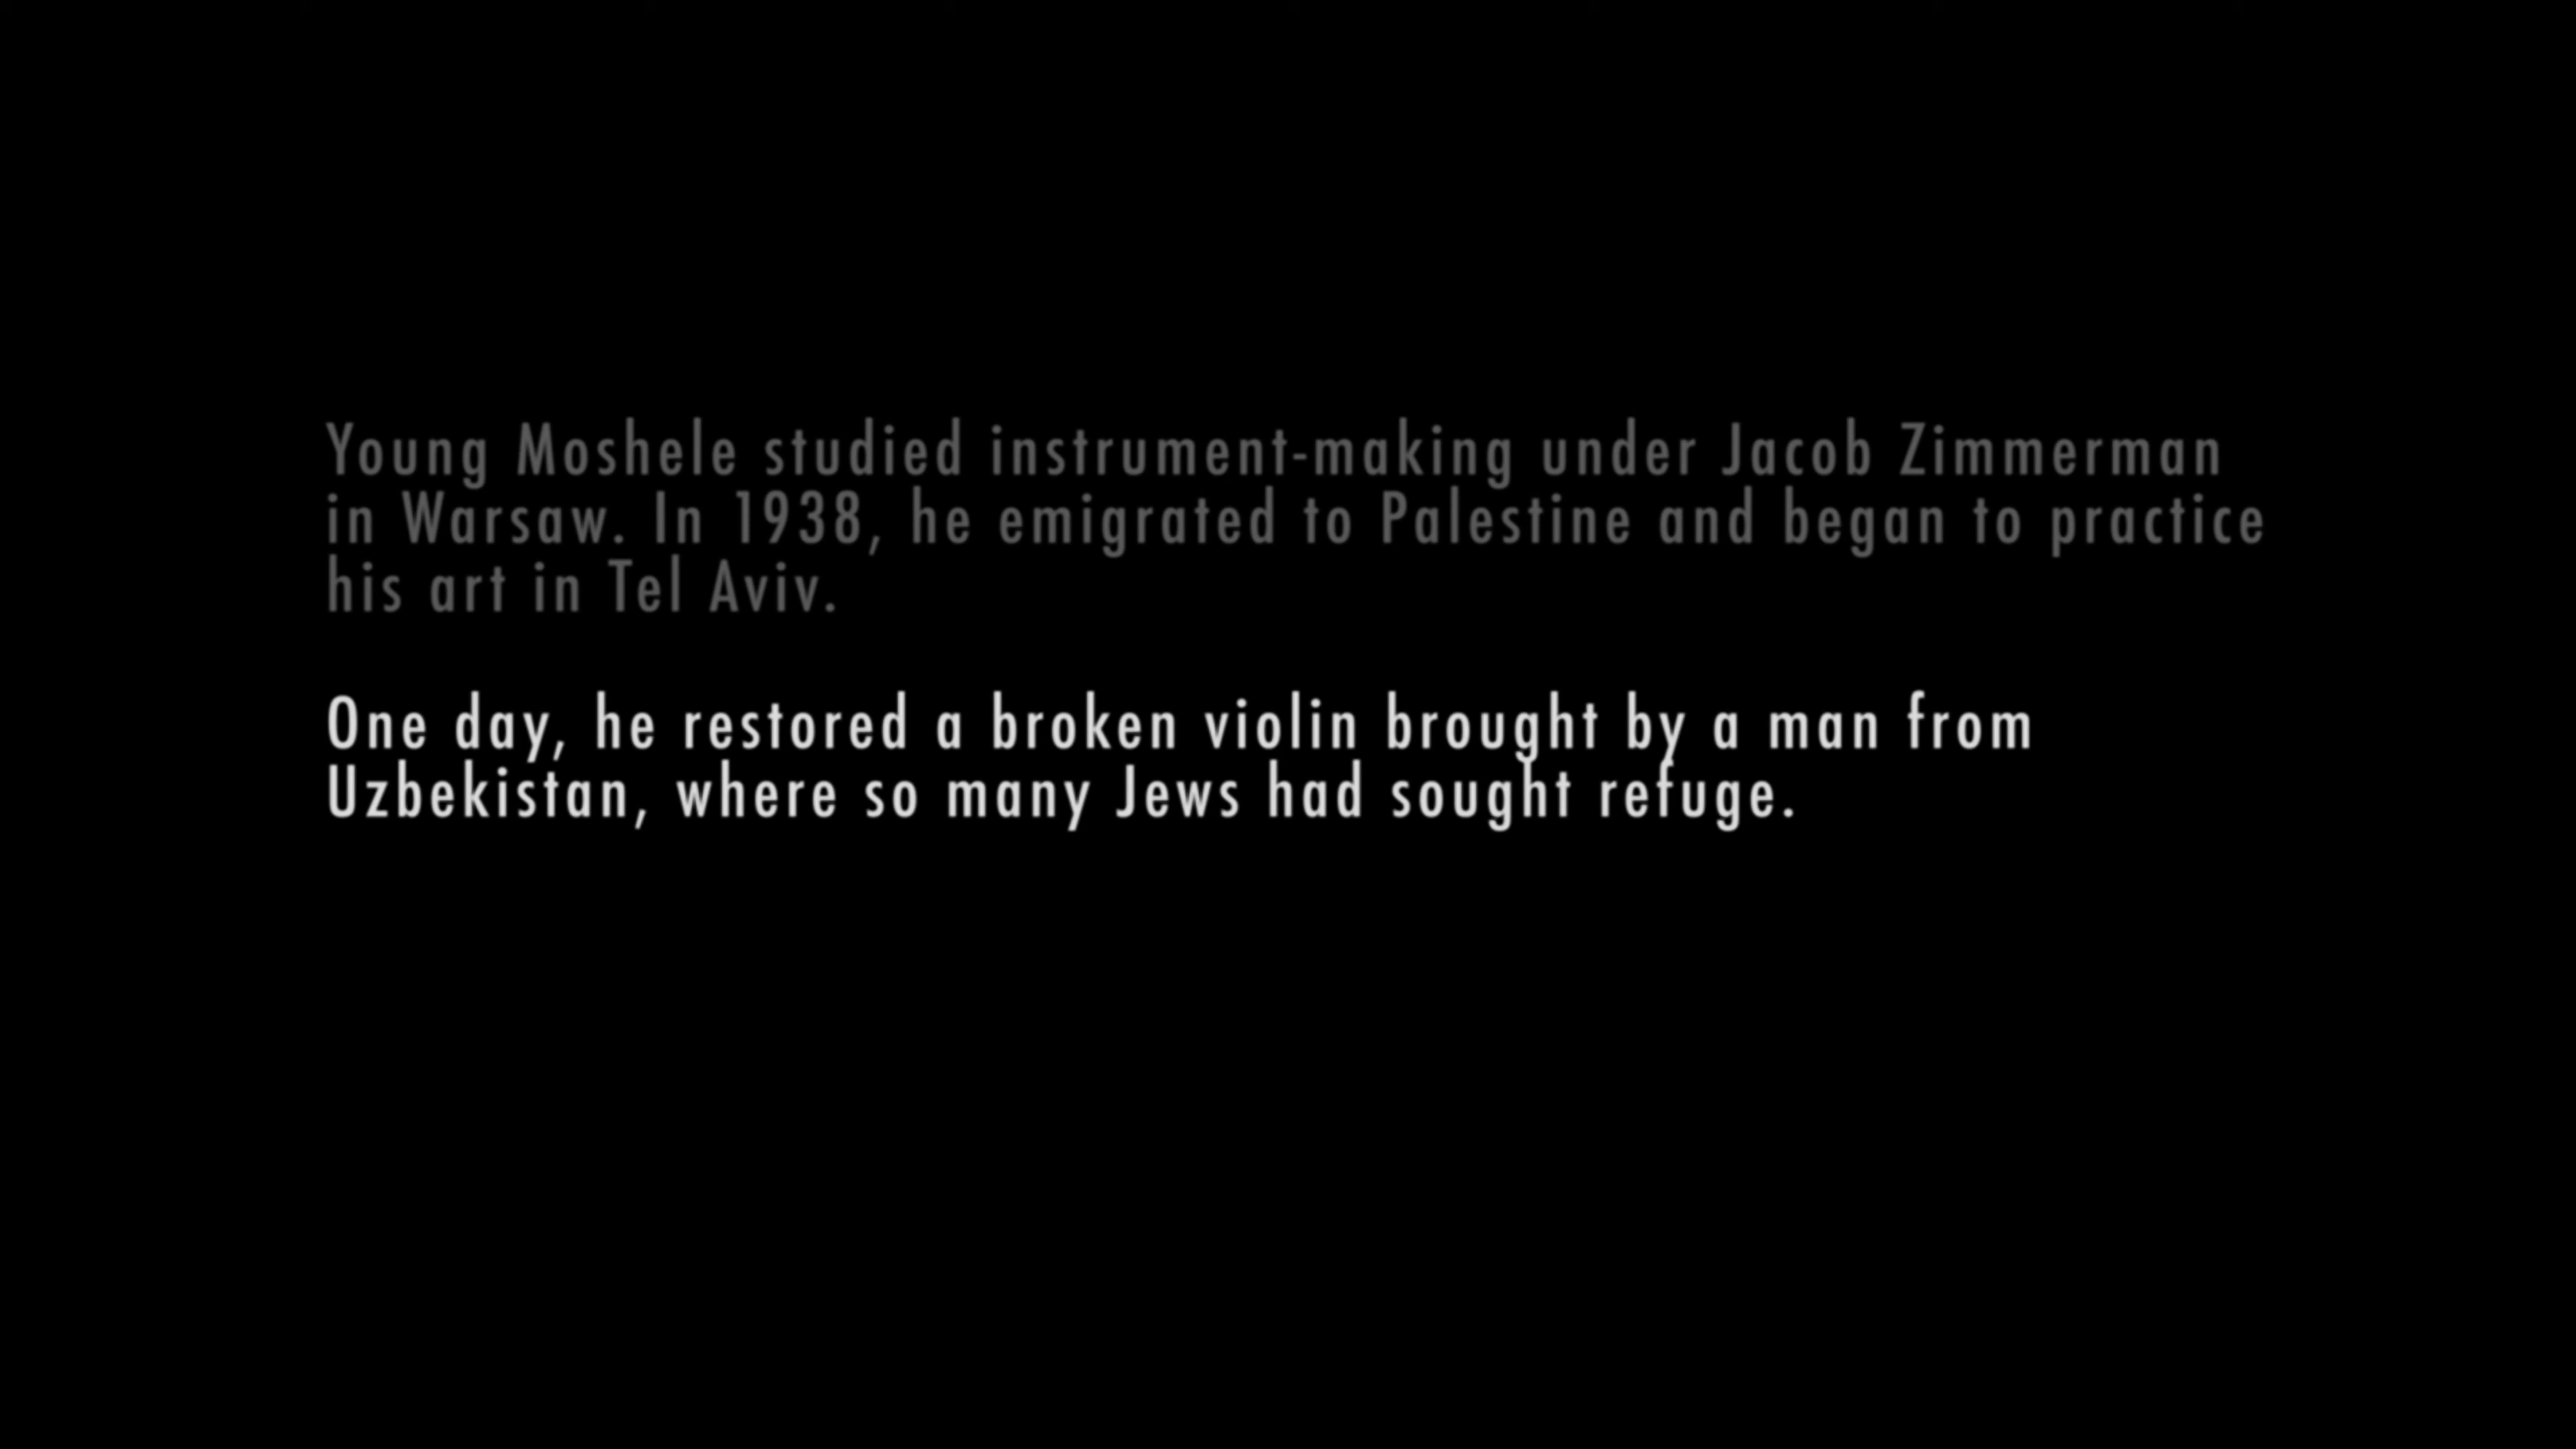 Young Moshele studied instrument-making under Jacob Zimmerman
in Warsaw. In 1938, he emigrated to Palestine and began to practice
his art in Tel Aviv.
One day, he restored a broken violin brought by a man from
Uzbekistan, where so many Jews had sought refuge.